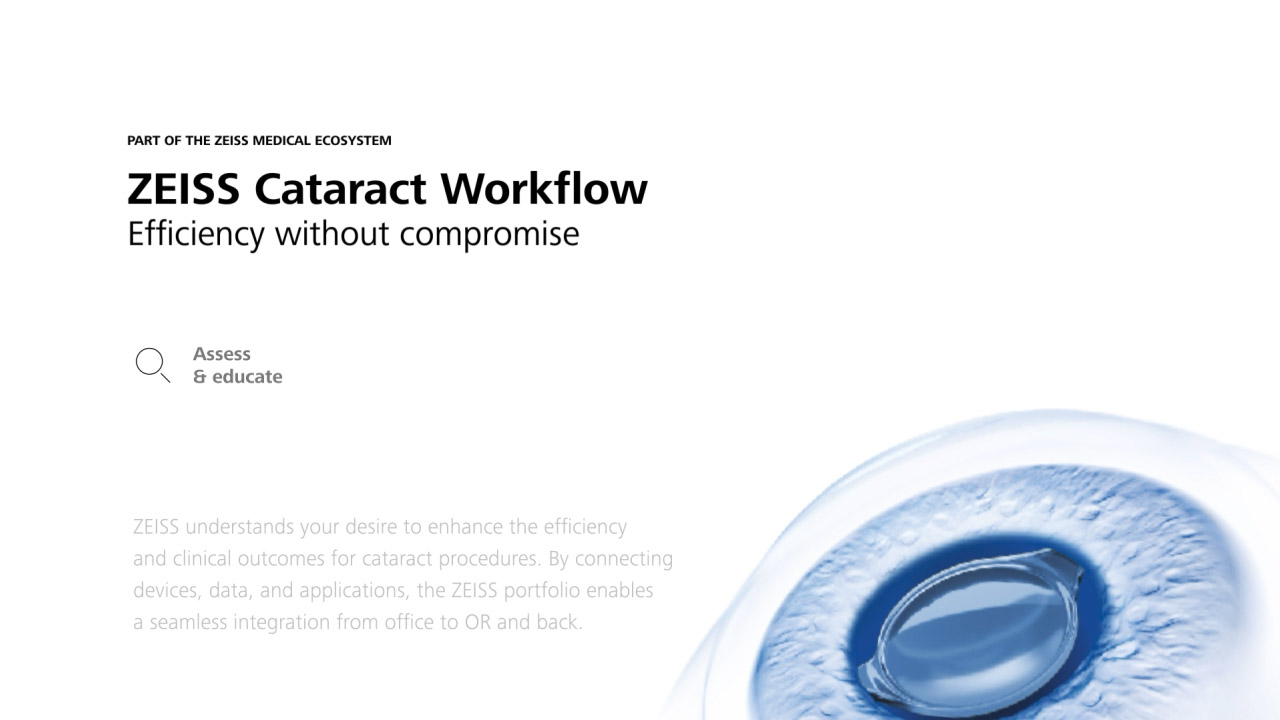 PART OF THE ZEISS MEDICAL ECOSYSTEM
ZEISS Cataract Workflow
Efficiency without compromise
Assess
& educate
ZEISS understands your desire to enhance the efficiency
and clinical outcomes for cataract procedures. By connecting
devices, data, and applications, the ZEISS portfolio enables
a seamless integration from office to OR and back.